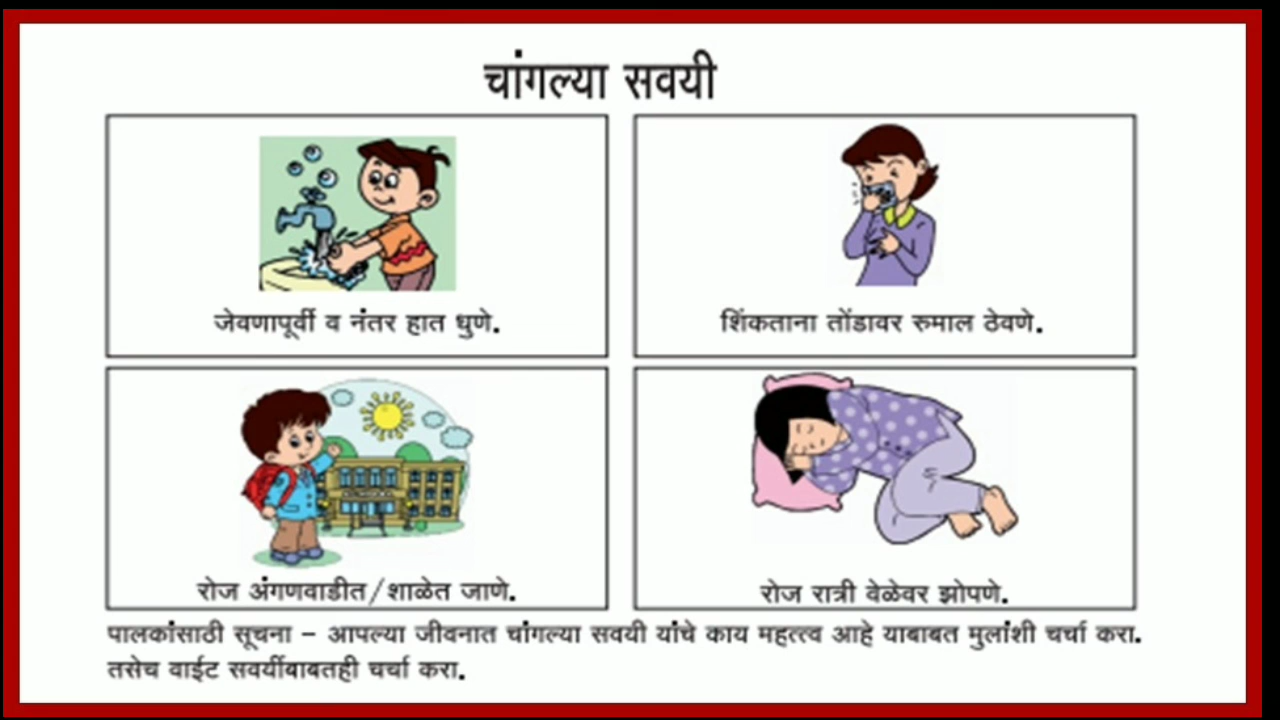 चांगल्या सवयी
जेवणापूर्वी व नंतर हात धुणे.
शिंकताना तोंडावर रुमाल ठेवणे.
रोज अंगणवाडीत/शाळेत जाणे.
रोज रात्री वेळेवर झोपणे.
पालकांसाठी सूचना – आपल्या जीवनात चांगल्या सवयी यांचे काय महत्त्व आहे याबाबत मुलांशी चर्चा करा.
तसेच वाईट सवयींबाबतही चर्चा करा.